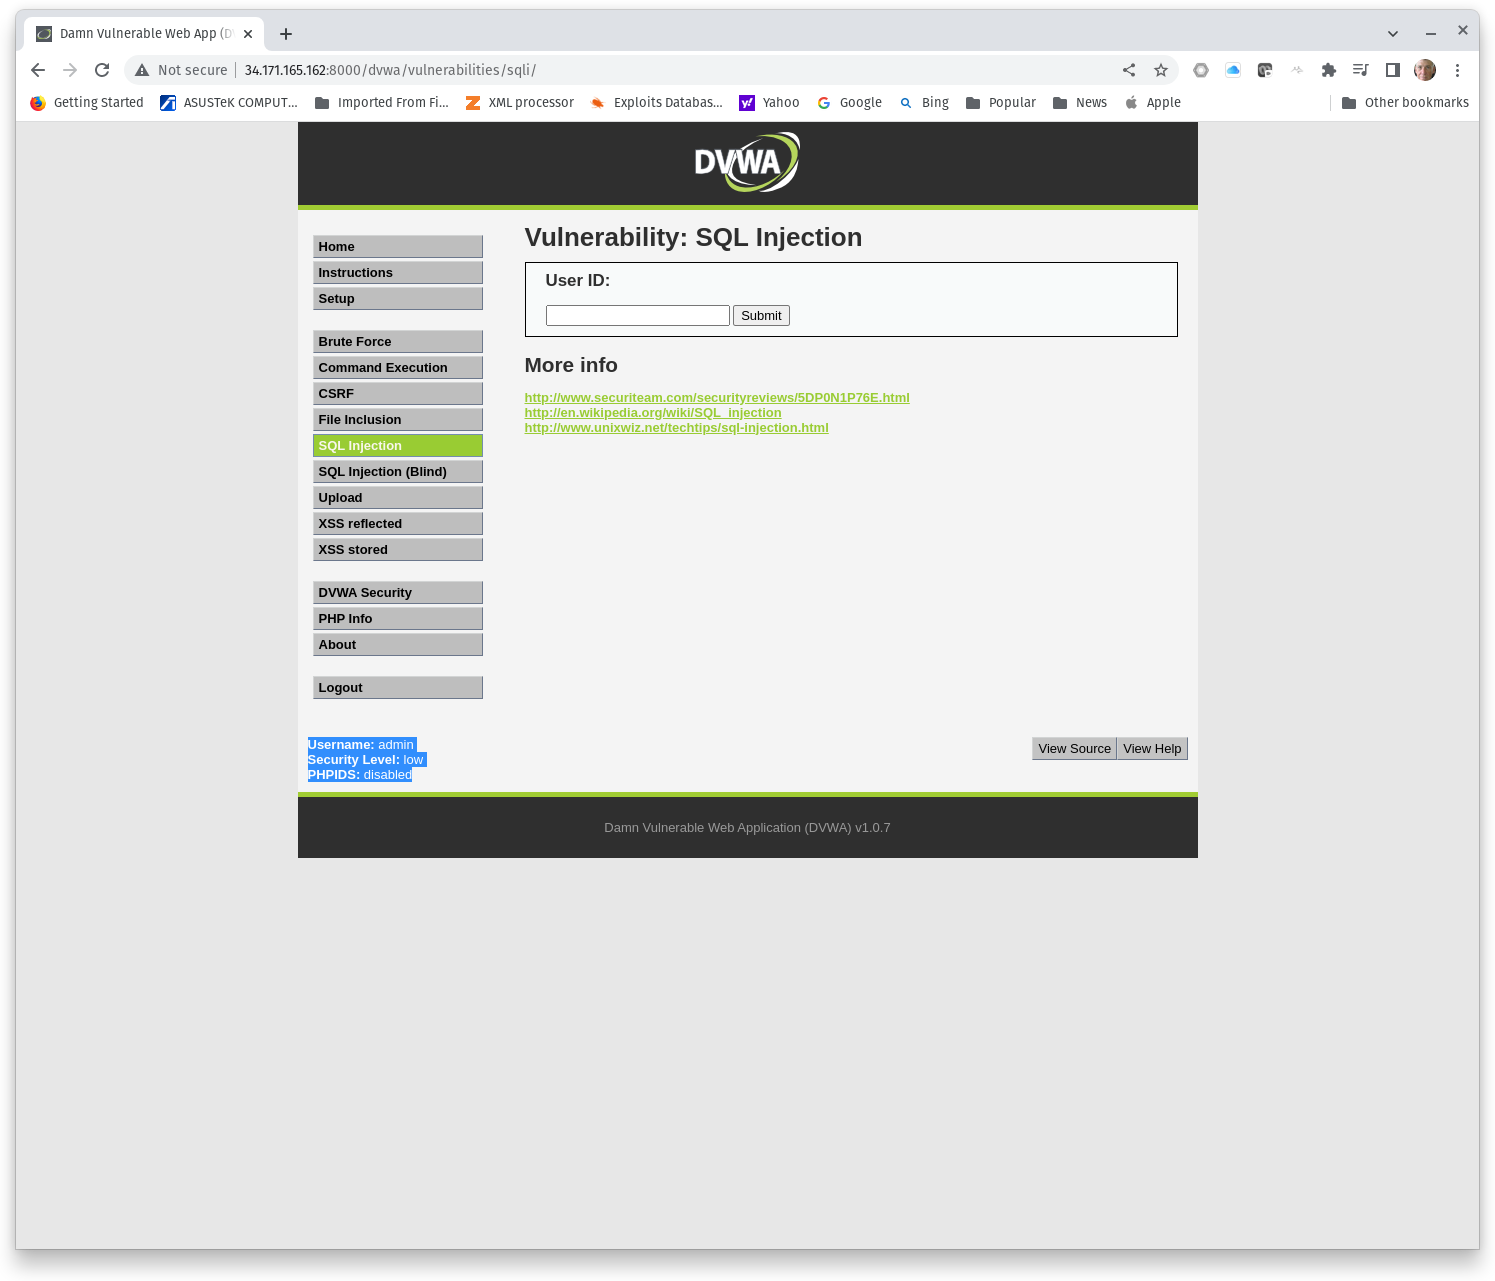 Damn Vulnerable Web App (D
Not secure 34.171.165.162:8000/dvwa/vulnerabilities/sqli/
Getting Started ASUSTeK COMPUT... Imported From Fi... XML processor Exploits Databas... Yahoo Google Bing Popular News Apple Other bookmarks
DVWA
Home
Instructions
Setup
Brute Force
Command Execution
CSRF
File Inclusion
SQL Injection
SQL Injection (Blind)
Upload
XSS reflected
XSS stored
DVWA Security
PHP Info
About
Logout
Vulnerability: SQL Injection
User ID:
Submit
More info
http://www.securiteam.com/securityreviews/5DP0N1P76E.html
http://en.wikipedia.org/wiki/SQL_injection
http://www.unixwiz.net/techtips/sql-injection.html
Username: admin
Security Level: low
PHPIDS: disabled
View Source View Help
Damn Vulnerable Web Application (DVWA) v1.0.7